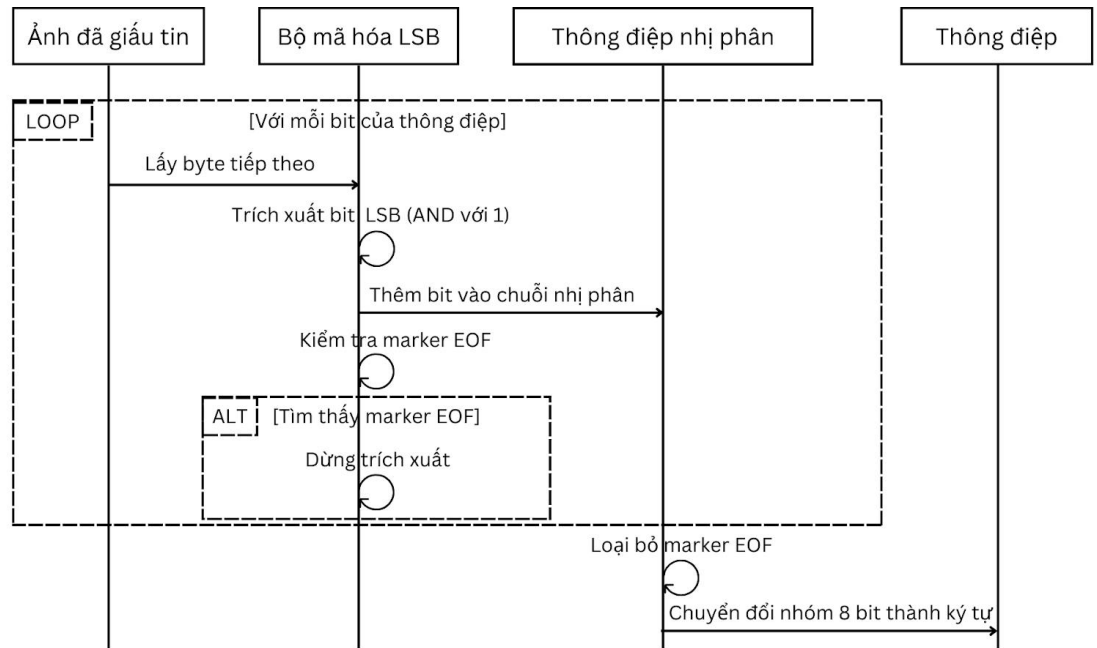 Ảnh đã giấu tin
Bộ mã hóa LSB
Thông điệp nhị phân
Thông điệp
LOOP
[Với mỗi bit của thông điệp]
Lấy byte tiếp theo
Trích xuất bit LSB (AND với 1)
Thêm bit vào chuỗi nhị phân
Kiểm tra marker EOF
ALT
[Tìm thấy marker EOF]
Dừng trích xuất
Loại bỏ marker EOF
Chuyển đổi nhóm 8 bit thành ký tự